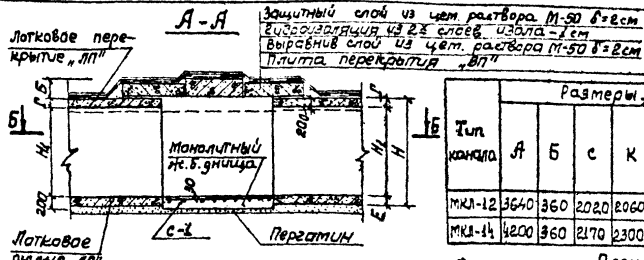 А-А
Защитный слой из цем. раствора М-50 δ=2см
Гидроизоляция из 2х слоев изола-1см
Выравнив слой из цем. раствора М-50 δ=2см
Плита перекрытия „ВП"
Лотковое пере-
крытие „ЛП"
Б
Г
Б
Н1
200
200
Монолитный
ж.б. днища
30
с-1
Пергамин
Лотковое
Г
Н1
Н
Е
Б
Размеры
Тип
канала
А
Б
с
К
МКЛ-12 3640 360 2020 2060
МКЛ-14 4200 360 2170 2300